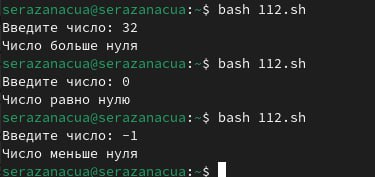 serazanacua@serazanacua:~$ bash 112.sh
Введите число: 32
Число больше нуля
serazanacua@serazanacua:~$ bash 112.sh
Введите число: 0
Число равно нулю
serazanacua@serazanacua:~$ bash 112.sh
Введите число: -1
Число меньше нуля
serazanacua@serazanacua:~$